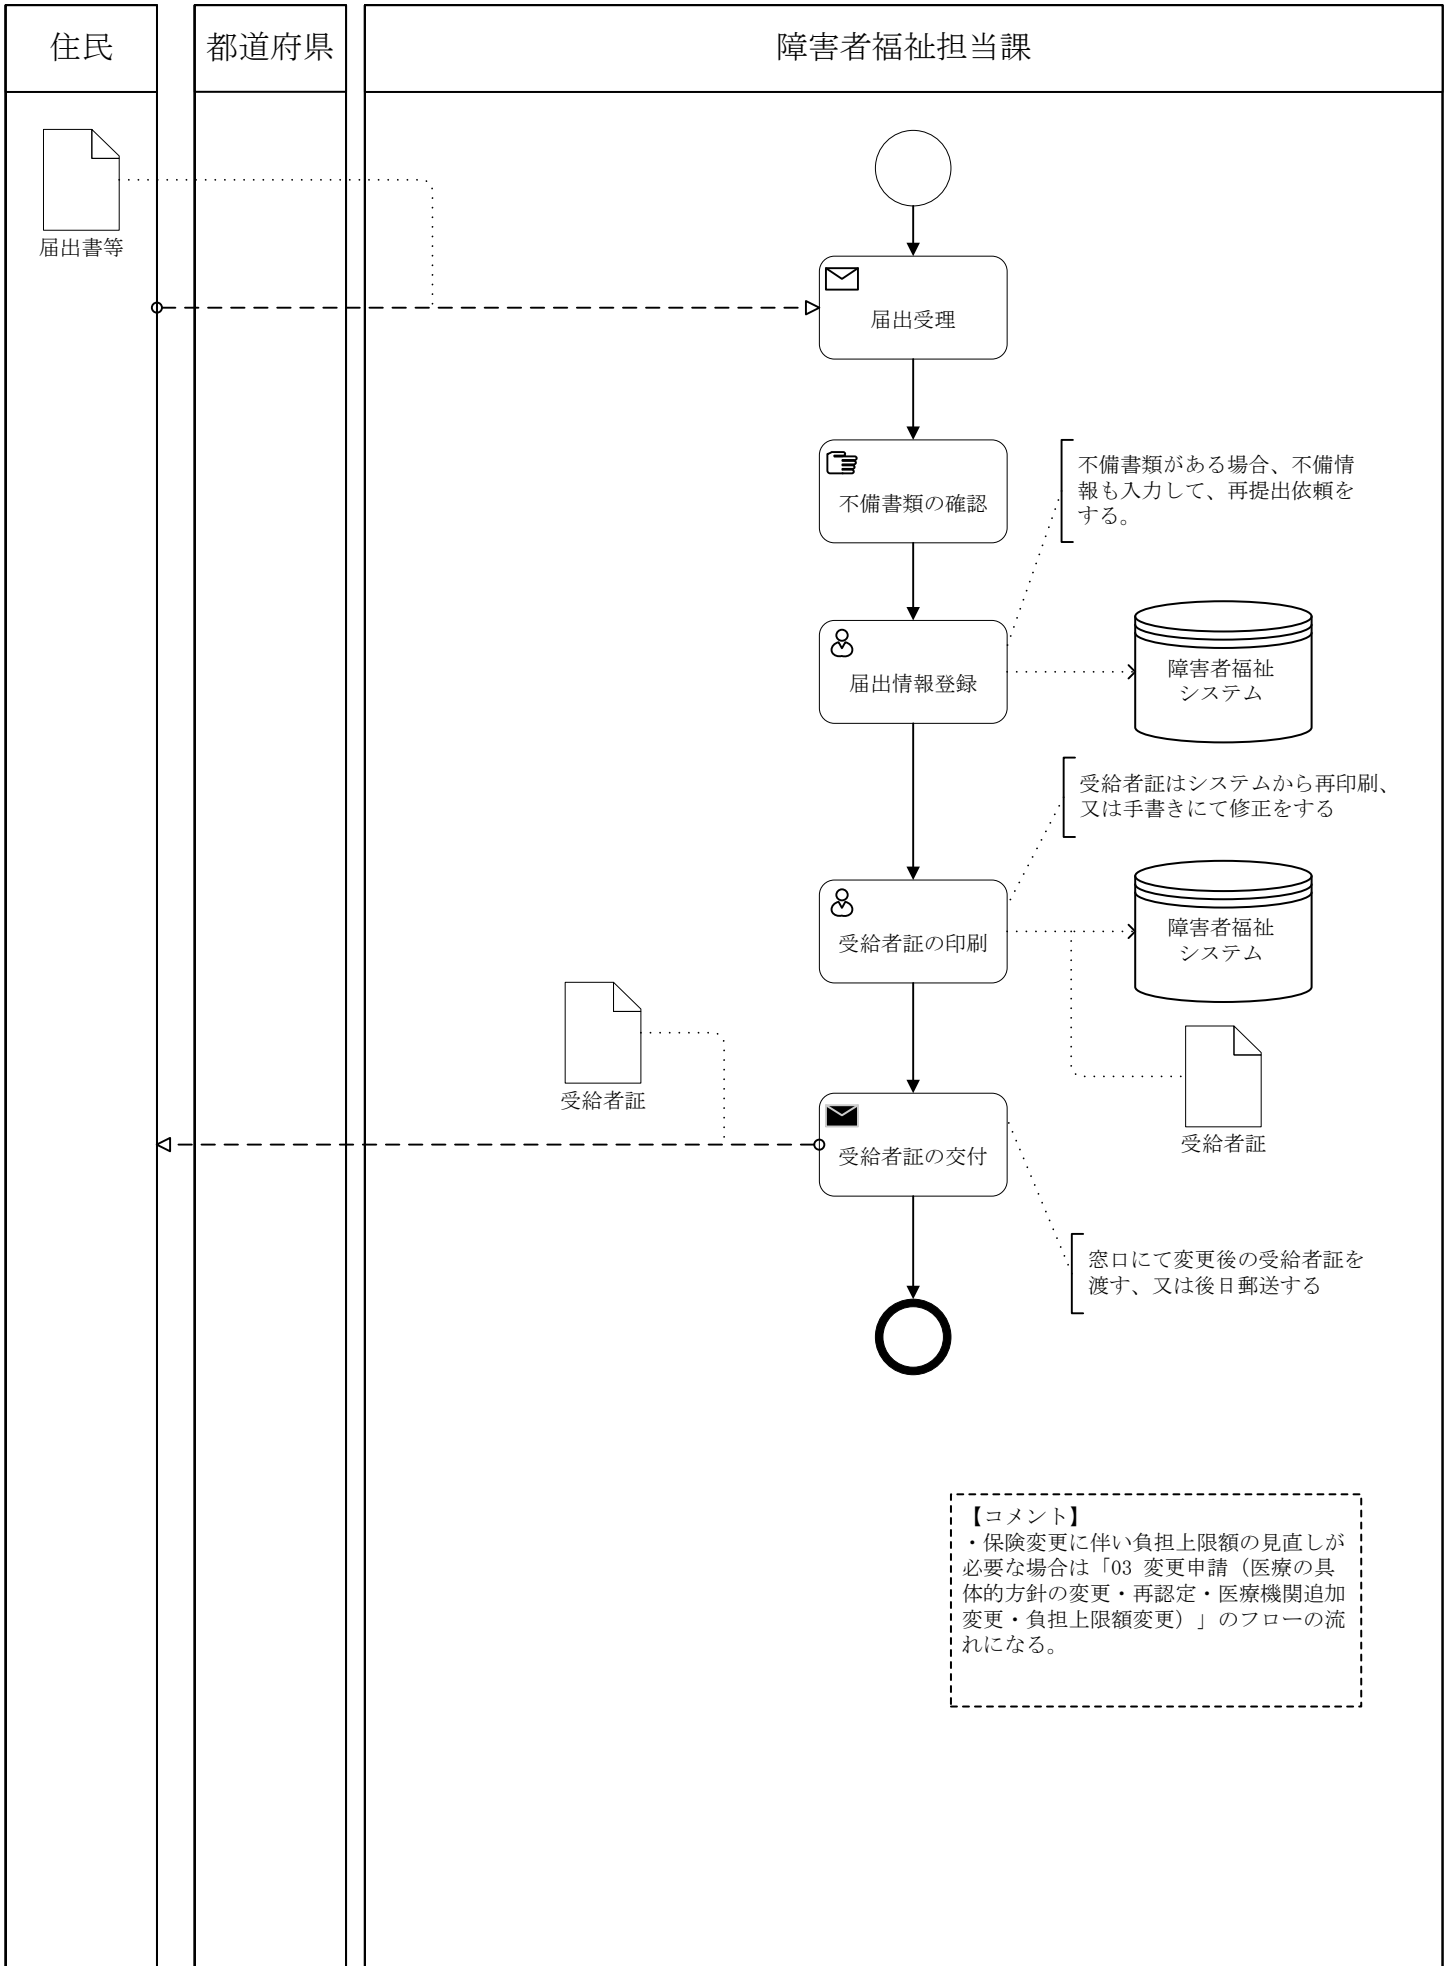 住民
都道府県
障害者福祉担当課
届出書等
届出受理
不備書類の確認
不備書類がある場合、不備情
報も入力して、再提出依頼を
する。
届出情報登録
障害者福祉
システム
受給者証はシステムから再印刷、
又は手書きにて修正をする
受給者証の印刷
障害者福祉
システム
受給者証
受給者証
受給者証の交付
窓口にて変更後の受給者証を
渡す、又は後日郵送する
【コメント】
・保険変更に伴い負担上限額の見直しが
必要な場合は「03 変更申請（医療の具
体的方針の変更・再認定・医療機関追加
変更・負担上限額変更）」のフローの流
れになる。